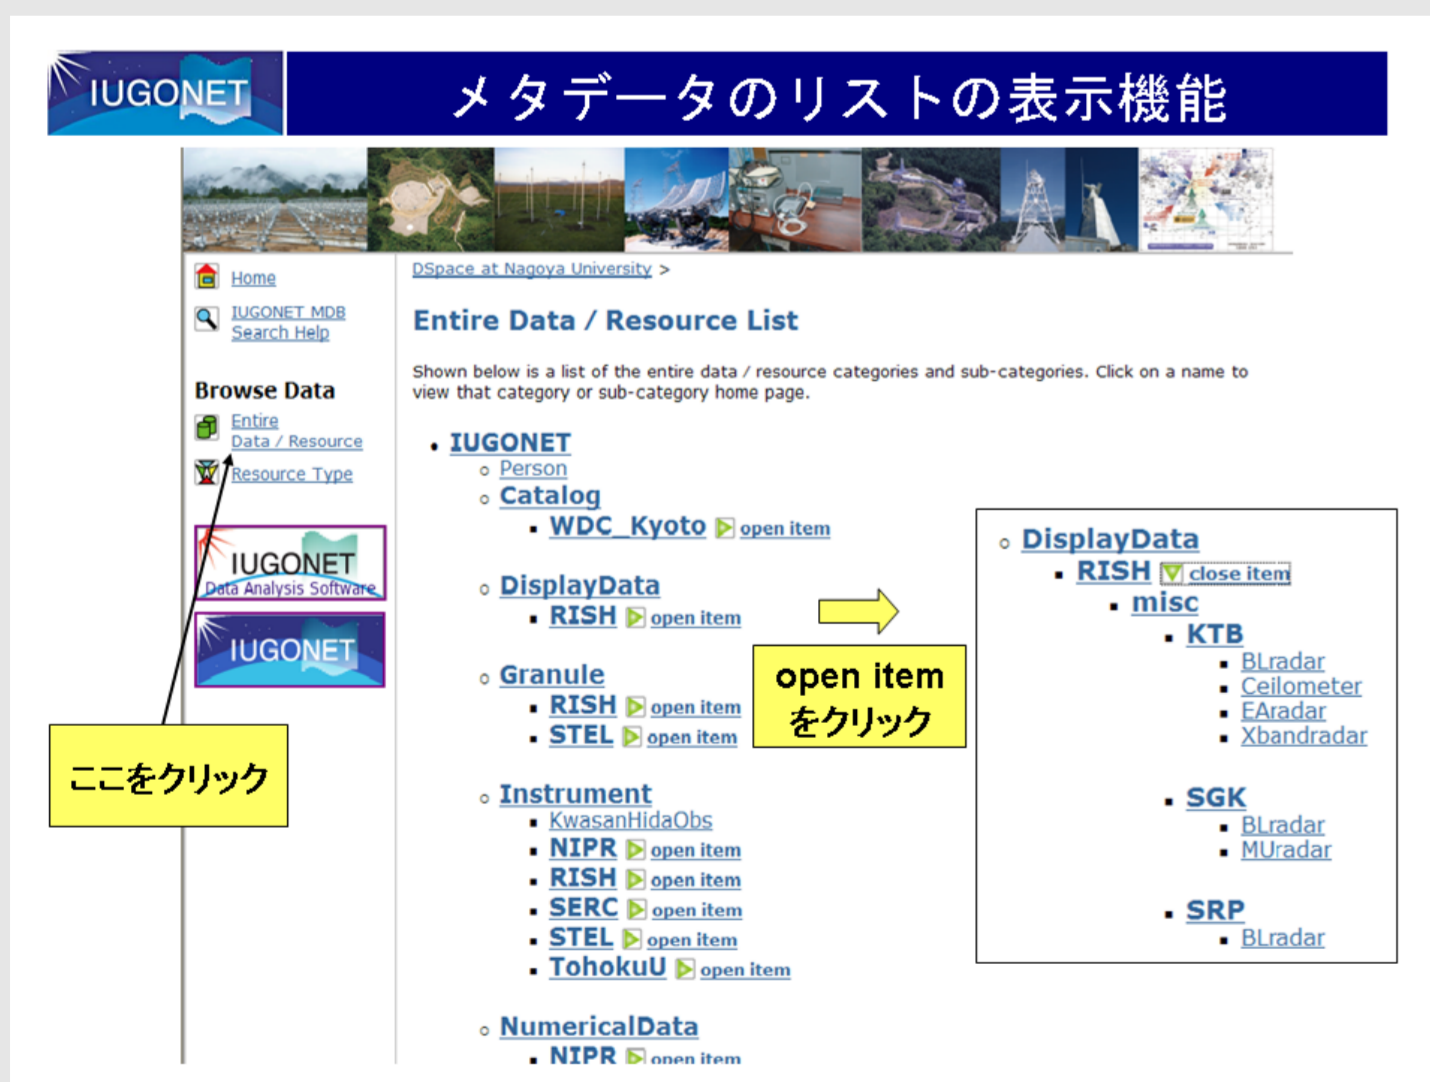 IUGONET
メタデータのリストの表示機能
Home
IUGONET MDB
Search Help
Browse Data
Entire
Data / Resource
Resource Type
IUGONET
Data Analysis Software
IUGONET
ここをクリック
DSpace at Nagoya University >
Entire Data / Resource List
Shown below is a list of the entire data / resource categories and sub-categories. Click on a name to
view that category or sub-category home page.
IUGONET
Person
Catalog
WDC_Kyoto open item
DisplayData
RISH open item
Granule
RISH open item
STEL open item
Instrument
KwasanHidaObs
NIPR open item
RISH open item
SERC open item
STEL open item
TohokuU open item
NumericalData
NIPR open item
open item
をクリック
DisplayData
RISH close item
misc
KTB
BLradar
Ceilometer
EAradar
Xbandradar
SGK
BLradar
MUradar
SRP
BLradar